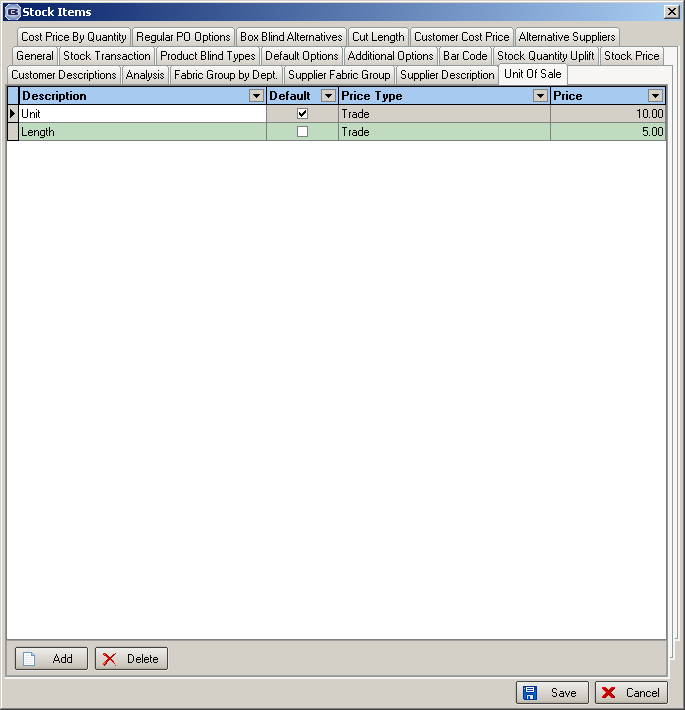 Stock Items
Cost Price By Quantity Regular PO Options Box Blind Alternatives Cut Length Customer Cost Price Alternative Suppliers
General Stock Transaction Product Blind Types Default Options Additional Options Bar Code Stock Quantity Uplift Stock Price
Customer Descriptions Analysis Fabric Group by Dept. Supplier Fabric Group Supplier Description Unit Of Sale
Description Default Price Type Price
Unit Trade 10.00
Length Trade 5.00
Add Delete
Save Cancel